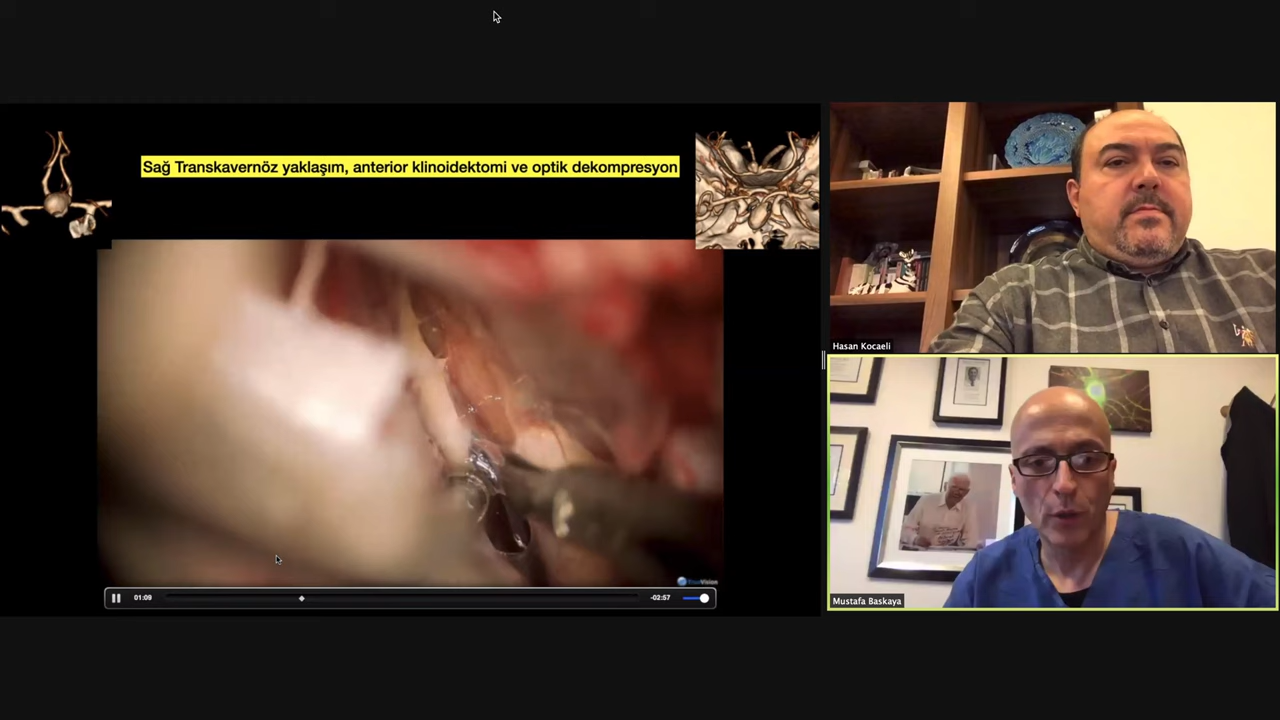 Sağ Transkavernöz yaklaşım, anterior klinoidektomi ve optik dekompresyon
Hasan Kocaeli
01:09
-02:57
Mustafa Baskaya